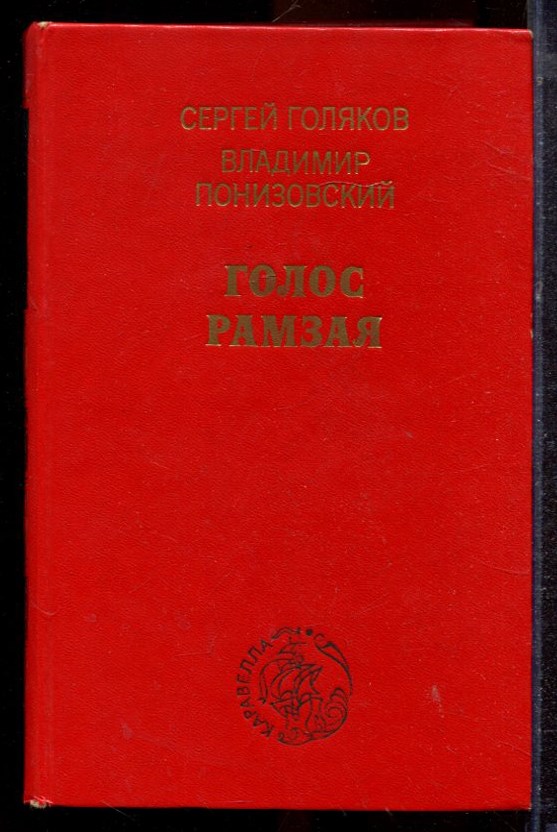 СЕРГЕЙ ГОЛЯКОВ
ВЛАДИМИР
ПОНИЗОВСКИЙ
ГОЛОС
РАМЗАЯ
КАРАВЕЛЛА